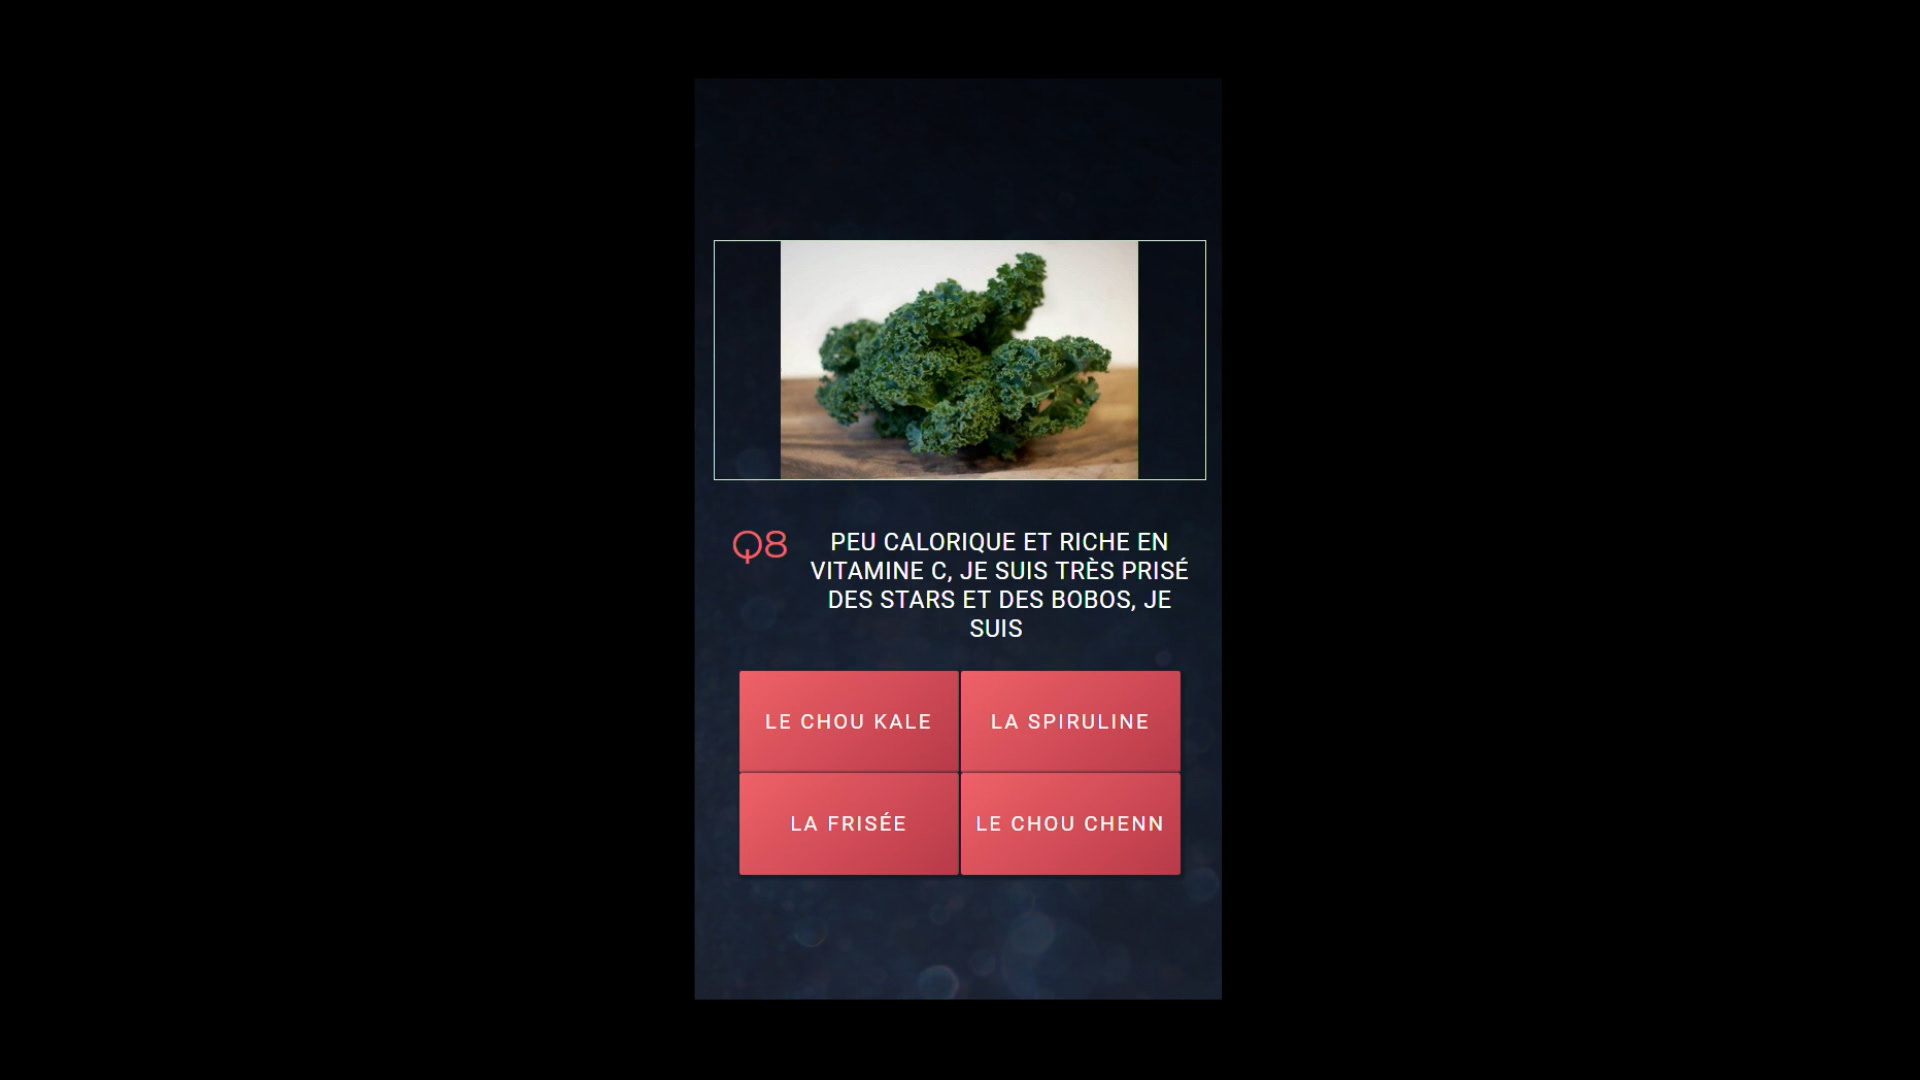 Q8
PEU CALORIQUE ET RICHE EN
VITAMINE C, JE SUIS TRÈS PRISÉ
DES STARS ET DES BOBOS, JE
SUIS
LE CHOU KALE
LA SPIRULINE
LA FRISÉE
LE CHOU CHENN